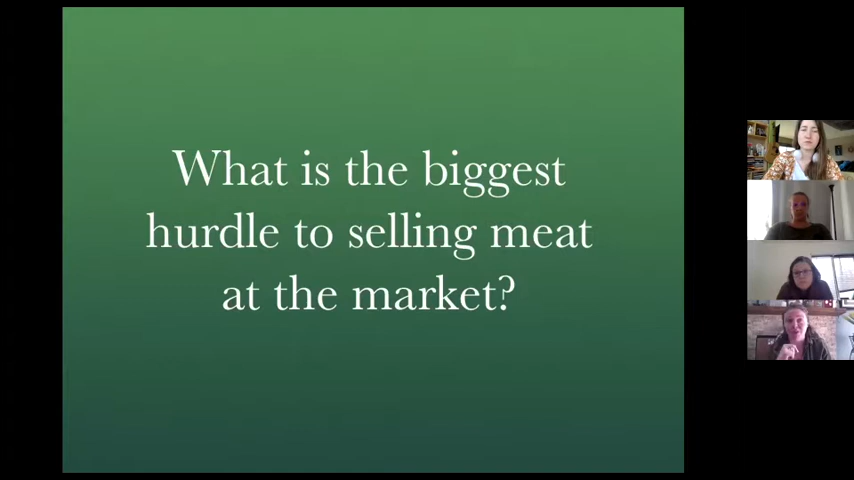 What is the biggest
hurdle to selling meat
at the market?